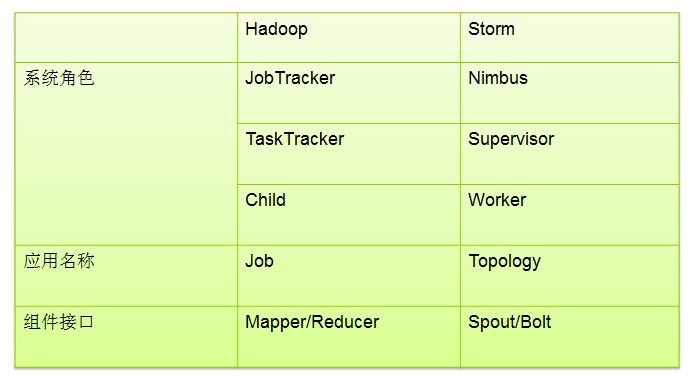 Hadoop Storm
系统角色 JobTracker Nimbus
TaskTracker Supervisor
Child Worker
应用名称 Job Topology
组件接口 Mapper/Reducer Spout/Bolt